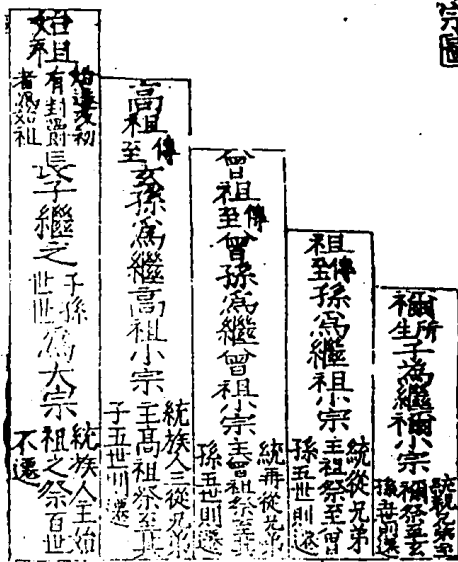 宗圖
禰所生子為繼禰小宗統親兄弟主禰祭至玄孫五世則遷
祖傳至孫為繼祖小宗統從兄弟主祖祭至曾孫五世則遷
曾祖傳至曾孫為繼曾祖小宗統再從兄弟主曾祖祭至玄孫五世則遷
高祖傳至玄孫為繼高祖小宗統族人三從兄弟主高祖祭至其子五世則遷
始祖始遷及初有封爵者為始祖長子繼之子孫世世為大宗統族人主始祖之祭百世不遷